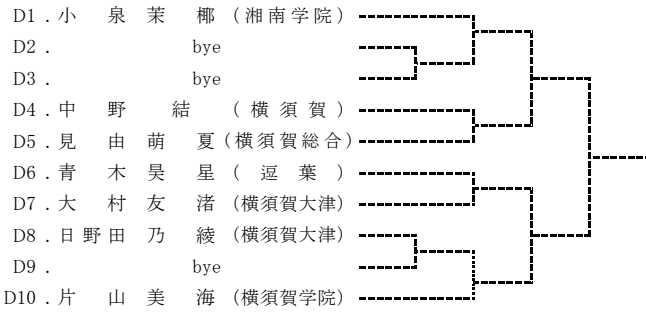 D1．小　泉　茉　椰（湘南学院）
D2．　　　　bye
D3．　　　　bye
D4．中　野　　結　（横 須 賀）
D5．見　由　萌　夏（横須賀総合）
D6．青　木　昊　星（ 逗　葉 ）
D7．大　村　友　渚（横須賀大津）
D8．日 野 田　乃　綾（横須賀大津）
D9．　　　　bye
D10．片　山　美　海（横須賀学院）